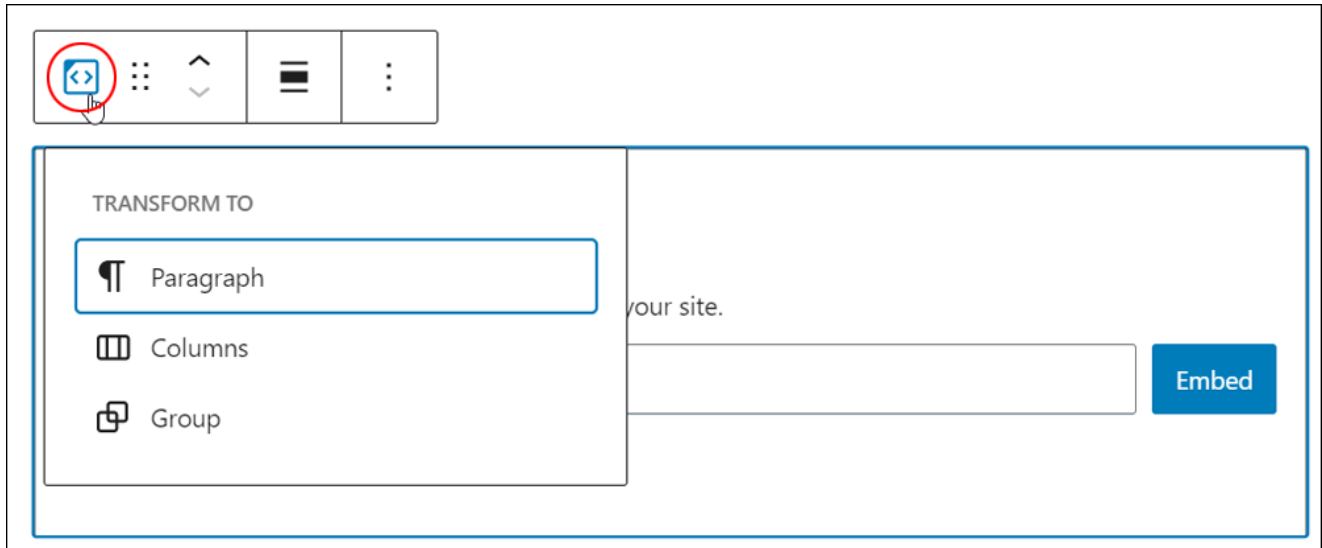 TRANSFORM TO
Paragraph
Columns
Group
your site.
Embed